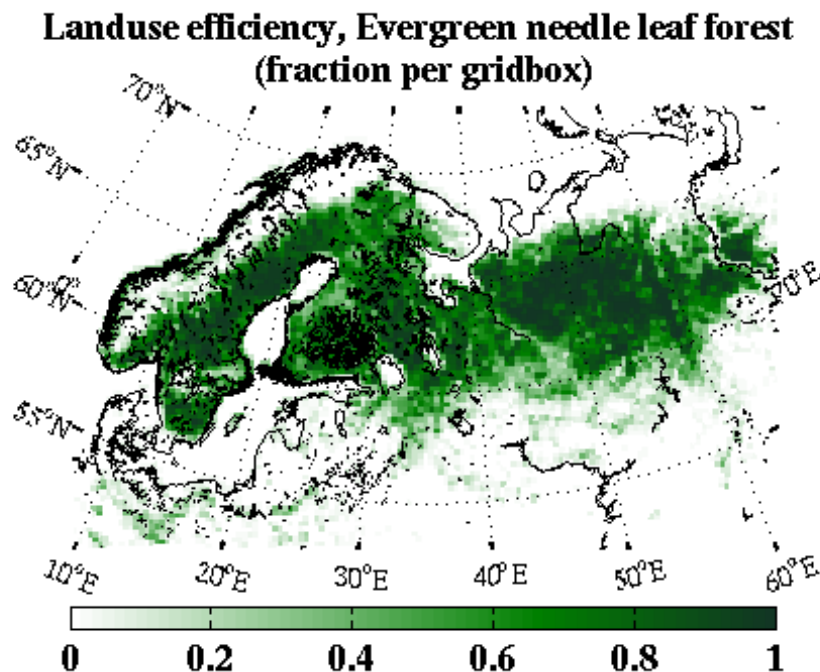 Landuse efficiency, Evergreen needle leaf forest
(fraction per gridbox)
70°N
65°N
0°
60°N
70°E
55°N
10°E 20°E 30°E 40°E 50°E 60°E
0 0.2 0.4 0.6 0.8 1